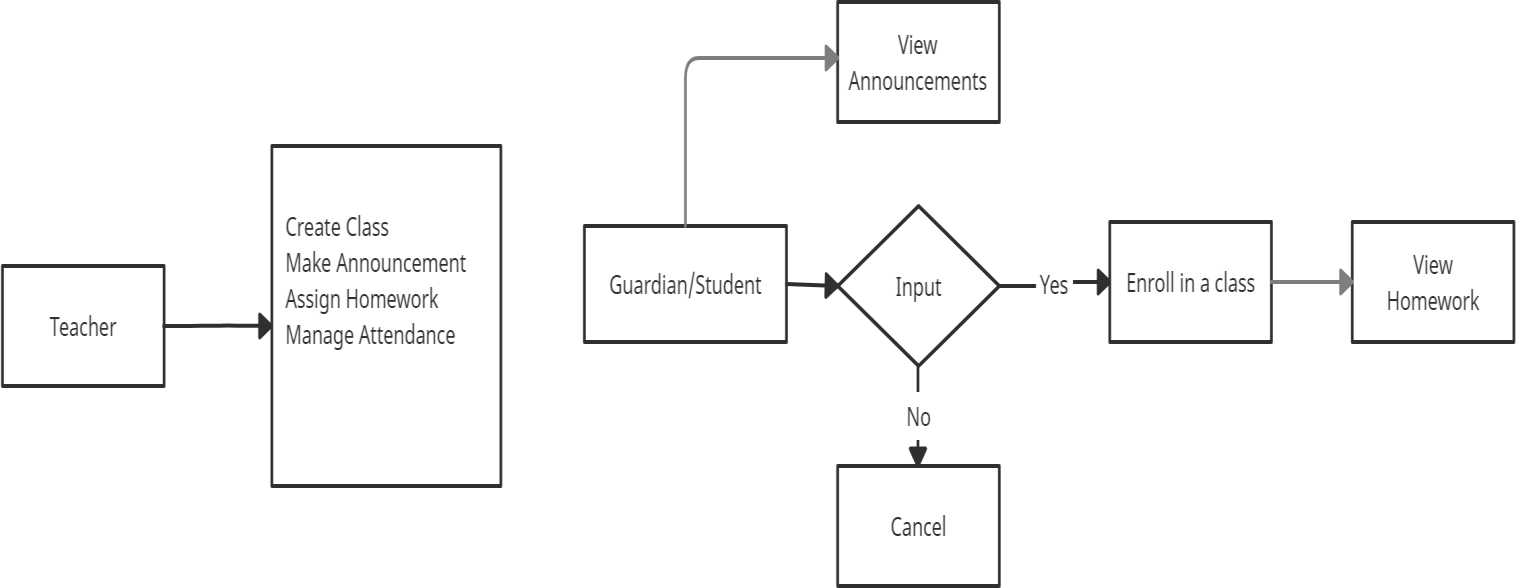 View
Announcements
Create Class
Make Announcement
Assign Homework
Manage Attendance
Teacher
Guardian/Student
Input
Yes
Enroll in a class
View
Homework
No
Cancel